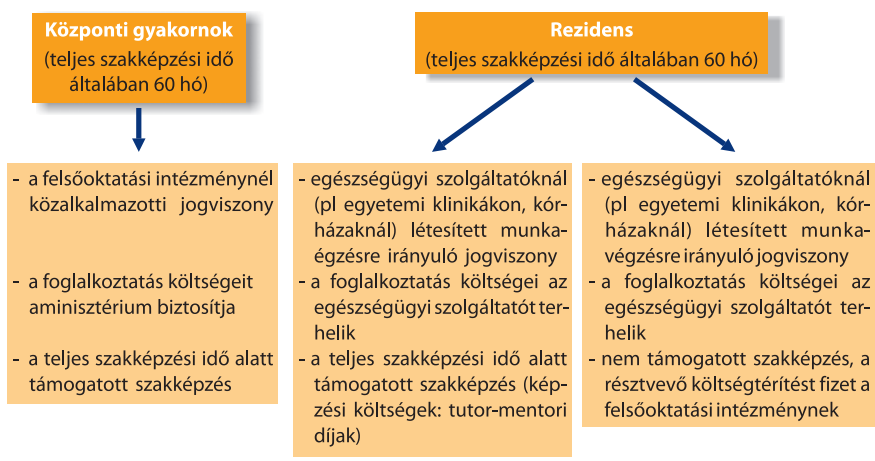 Központi gyakornok
(teljes szakképzési idő
általában 60 hó)
Rezidens
(teljes szakképzési idő általában 60 hó)
- a felsőoktatási intézménynél
közalkalmazotti jogviszony
- a foglalkoztatás költségeit
aminisztérium biztosítja
- a teljes szakképzési idő alatt
támogatott szakképzés
- egészségügyi szolgáltatóknál
(pl egyetemi klinikákon, kór-
házaknál) létesített munka-
égzésre irányuló jogviszony
- a foglalkoztatás költségei az
egészségügyi szolgáltatót ter-
helik
- a teljes szakképzési idő alatt
támogatott szakképzés (kép-
zési költségek: tutor-mentori
díjak)
- egészségügyi szolgáltatóknál
(pl egyetemi klinikákon, kór-
házaknál) létesített munka-
végzésre irányuló jogviszony
- a foglalkoztatás költségei az
egészségügyi szolgáltatót ter-
helik
- nem támogatott szakképzés, a
résztvevő költségtérítést fizet a
felsőoktatási intézménynek